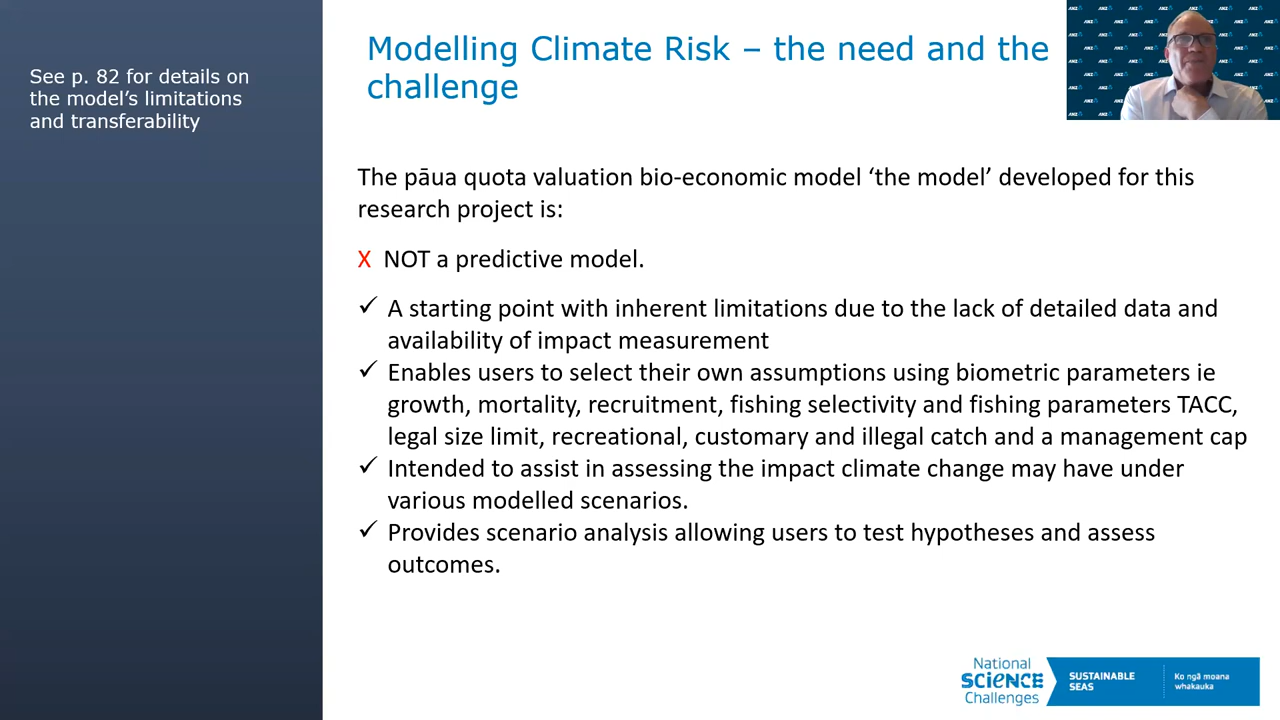 See p. 82 for details on
the model’s limitations
and transferability
Modelling Climate Risk – the need and the
challenge
The pāua quota valuation bio-economic model ‘the model’ developed for this
research project is:
X NOT a predictive model.
✓ A starting point with inherent limitations due to the lack of detailed data and
availability of impact measurement
✓ Enables users to select their own assumptions using biometric parameters ie
growth, mortality, recruitment, fishing selectivity and fishing parameters TACC,
legal size limit, recreational, customary and illegal catch and a management cap
✓ Intended to assist in assessing the impact climate change may have under
various modelled scenarios.
✓ Provides scenario analysis allowing users to test hypotheses and assess
outcomes.
National
SCIENCE
Challenges
SUSTAINABLE
SEAS
Ko ngā moana
whakauka
ANZ